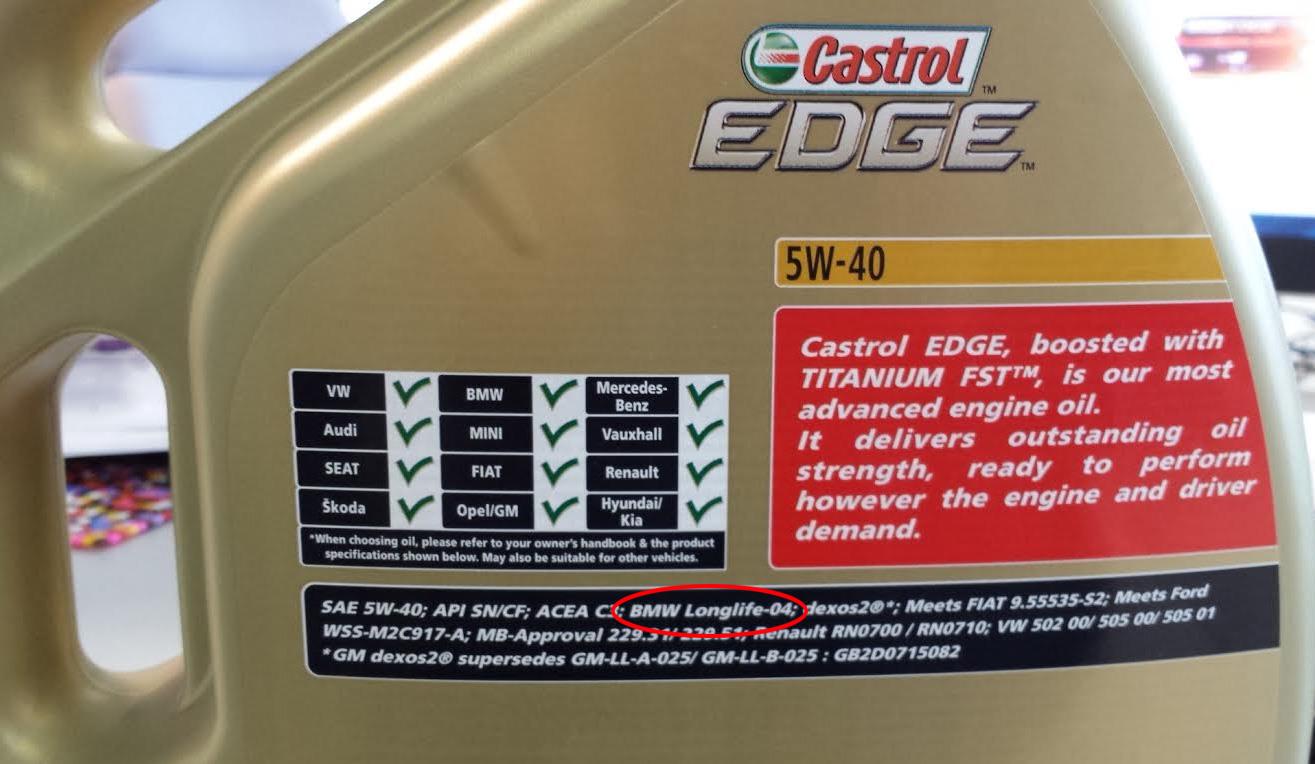 Castrol
EDGE™
5W-40
Castrol EDGE, boosted with
TITANIUM FST™, is our most
advanced engine oil.
It delivers outstanding oil
strength, ready to perform
however the engine and driver
demand.
VW BMW Mercedes-
Benz
Audi MINI Vauxhall
SEAT FIAT Renault
Škoda Opel/GM Hyundai/
Kia
*When choosing oil, please refer to your owner's handbook & the product
specifications shown below. May also be suitable for other vehicles.
SAE 5W-40; API SN/CF; ACEA C3; BMW Longlife-04; dexos2®*; Meets FIAT 9.55535-S2; Meets Ford
WSS-M2C917-A; MB-Approval 229.31/ 229.51; Renault RN0700 / RN0710; VW 502 00/ 505 00/ 505 01
*GM dexos2® supersedes GM-LL-A-025/ GM-LL-B-025 : GB2D0715082